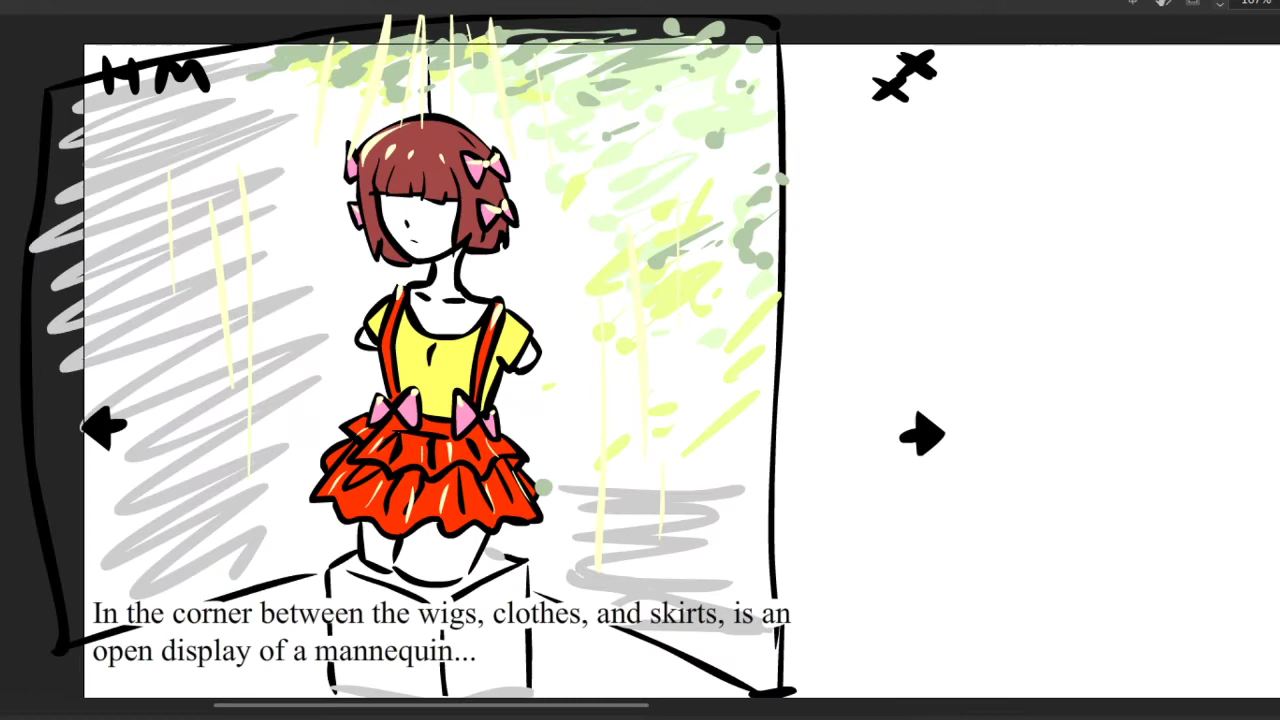 HM
In the corner between the wigs, clothes, and skirts, is an
open display of a mannequin...